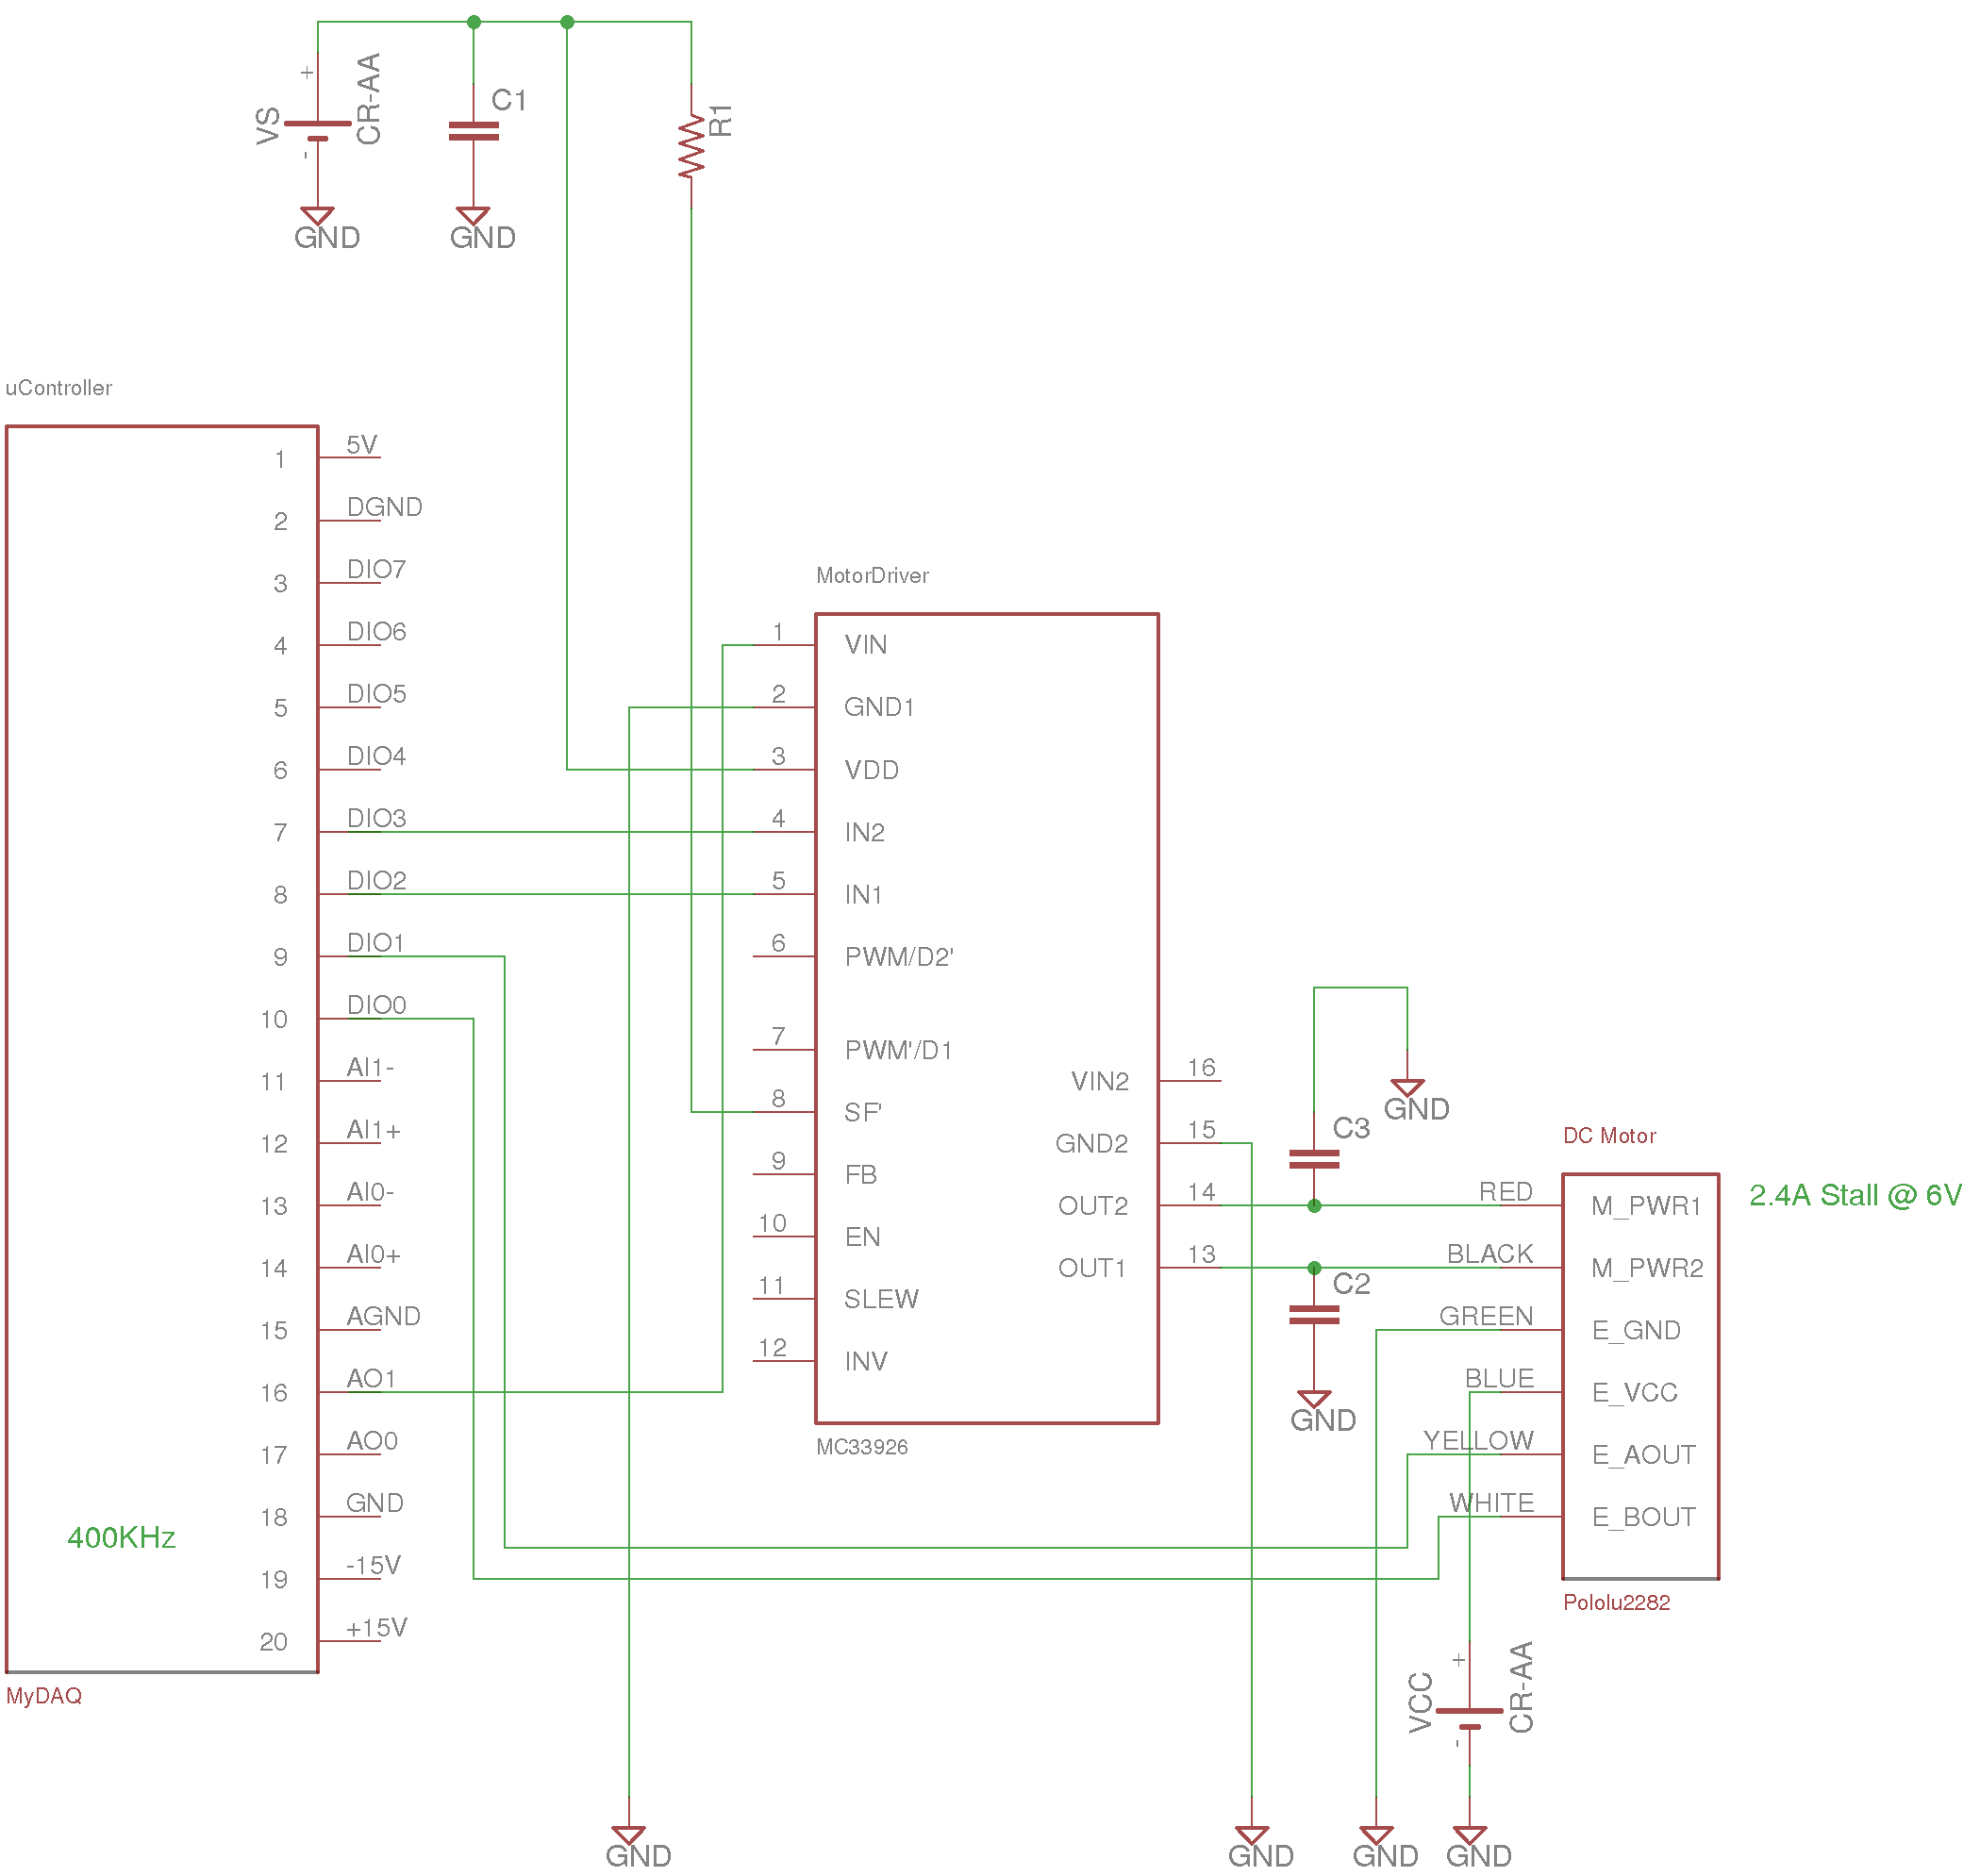 +
VS
CR-AA
-
GND
C1
GND
R1
uController
1 5V
2 DGND
3 DIO7
4 DIO6
5 DIO5
6 DIO4
7 DIO3
8 DIO2
9 DIO1
10 DIO0
11 AI1-
12 AI1+
13 AI0-
14 AI0+
15 AGND
16 AO1
17 AO0
18 GND
19 -15V
20 +15V
400KHz
MyDAQ
MotorDriver
1 VIN
2 GND1
3 VDD
4 IN2
5 IN1
6 PWM/D2'
7 PWM'/D1
8 SF'
9 FB
10 EN
11 SLEW
12 INV
VIN2 16
GND2 15
OUT2 14
OUT1 13
MC33926
GND
C3
C2
GND
DC Motor
RED M_PWR1
BLACK M_PWR2
GREEN E_GND
BLUE E_VCC
YELLOW E_AOUT
WHITE E_BOUT
2.4A Stall @ 6V
Pololu2282
+
VCC
CR-AA
-
GND
GND
GND
GND